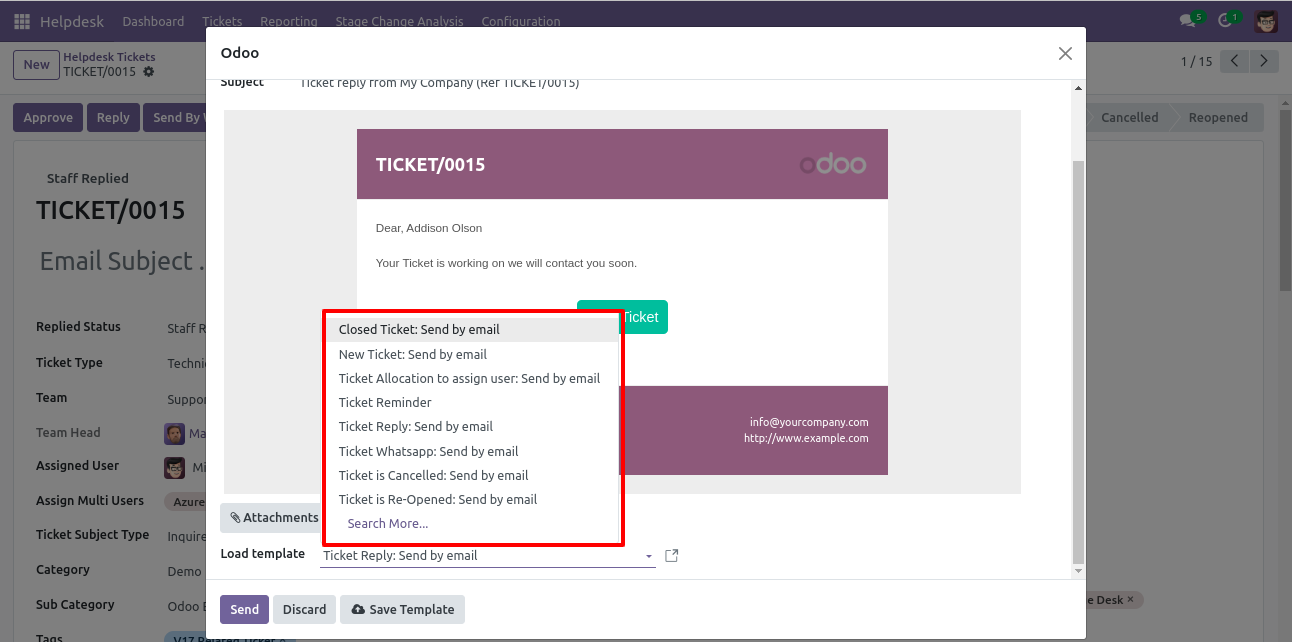 Helpdesk Dashboard Tickets Reporting Stage Change Analysis Configuration 5 1
New
Helpdesk Tickets
TICKET/0015
1 / 15
Approve Reply Send By
Cancelled Reopened
Staff Replied
TICKET/0015
Email Subject .
Replied Status Staff R
Ticket Type Techni
Team Suppo
Team Head Ma
Assigned User Mi
Assign Multi Users Azure
Ticket Subject Type Inquire
Category Demo
Sub Category Odoo
Tags V17 Related Ticket
e Desk ×
Odoo
Subject Ticket reply from My Company (Ref TICKET/0015)
TICKET/0015 odoo
Dear, Addison Olson
Your Ticket is working on we will contact you soon.
Ticket
info@yourcompany.com
http://www.example.com
Closed Ticket: Send by email
New Ticket: Send by email
Ticket Allocation to assign user: Send by email
Ticket Reminder
Ticket Reply: Send by email
Ticket Whatsapp: Send by email
Ticket is Cancelled: Send by email
Ticket is Re-Opened: Send by email
Search More...
Attachments
Load template Ticket Reply: Send by email
Send Discard Save Template